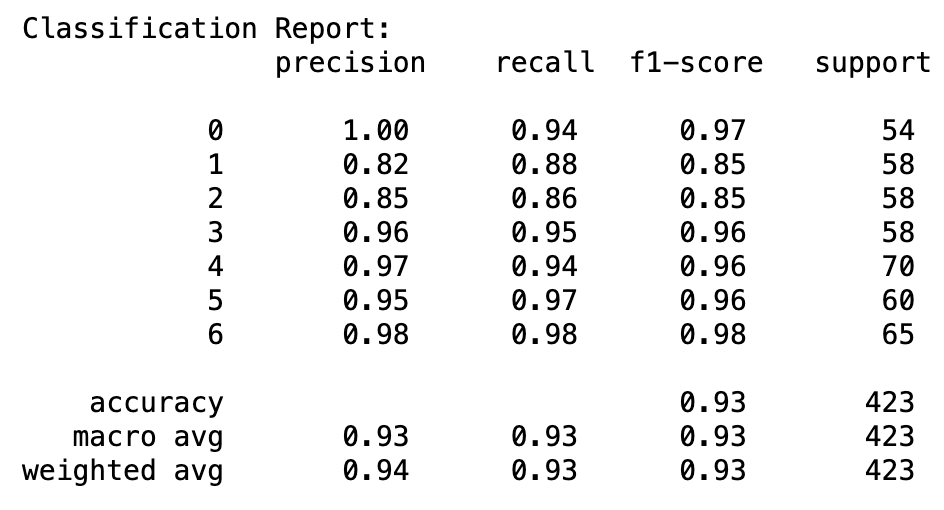 Classification Report:
precision recall f1-score support
0 1.00 0.94 0.97 54
1 0.82 0.88 0.85 58
2 0.85 0.86 0.85 58
3 0.96 0.95 0.96 58
4 0.97 0.94 0.96 70
5 0.95 0.97 0.96 60
6 0.98 0.98 0.98 65
accuracy 0.93 423
macro avg 0.93 0.93 0.93 423
weighted avg 0.94 0.93 0.93 423